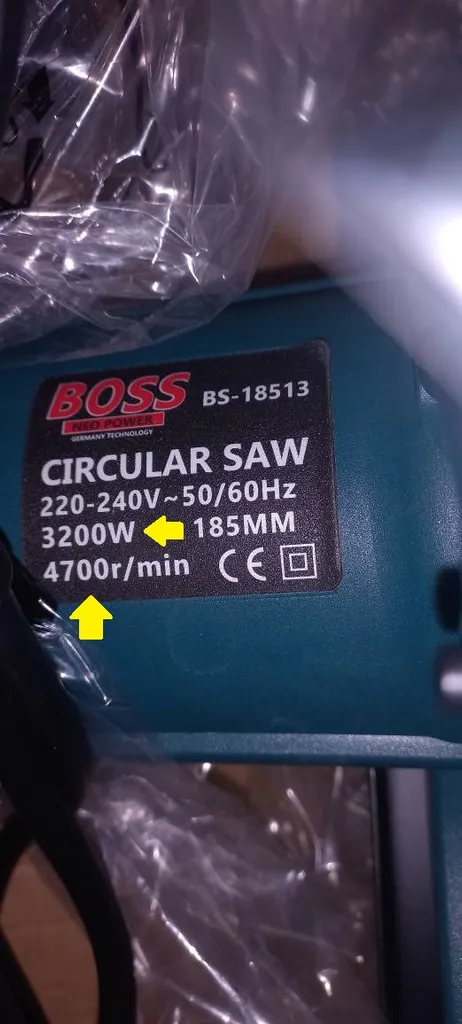 BOSS BS-18513
NEO POWER
GERMANY TECHNOLOGY
CIRCULAR SAW
220-240V~50/60Hz
3200W 185MM
4700r/min CE